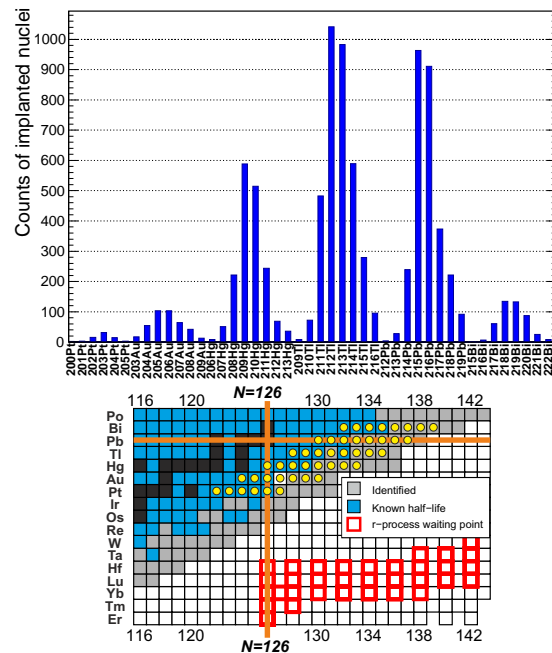 Counts of implanted nuclei
1000
900
800
700
600
500
400
300
200
100
0
200Pt 201Pt 202Pt 203Pt 204Pt 205Pt 203Au 204Au 205Au 206Au 207Au 208Au 209Au 206Hg 207Hg 208Hg 209Hg 210Hg 211Hg 212Hg 213Hg 209Tl 210Tl 211Tl 212Tl 213Tl 214Tl 215Tl 216Tl 212Pb 213Pb 214Pb 215Pb 216Pb 217Pb 218Pb 219Pb 215Bi 216Bi 217Bi 218Bi 219Bi 220Bi 221Bi 222Bi
N=126
116 120 130 134 138 142
Po
Bi
Pb
Tl
Hg
Au
Pt
Ir
Os
Re
W
Ta
Hf
Lu
Yb
Tm
Er
Identified
Known half-life
r-process waiting point
116 120 130 134 138 142
N=126